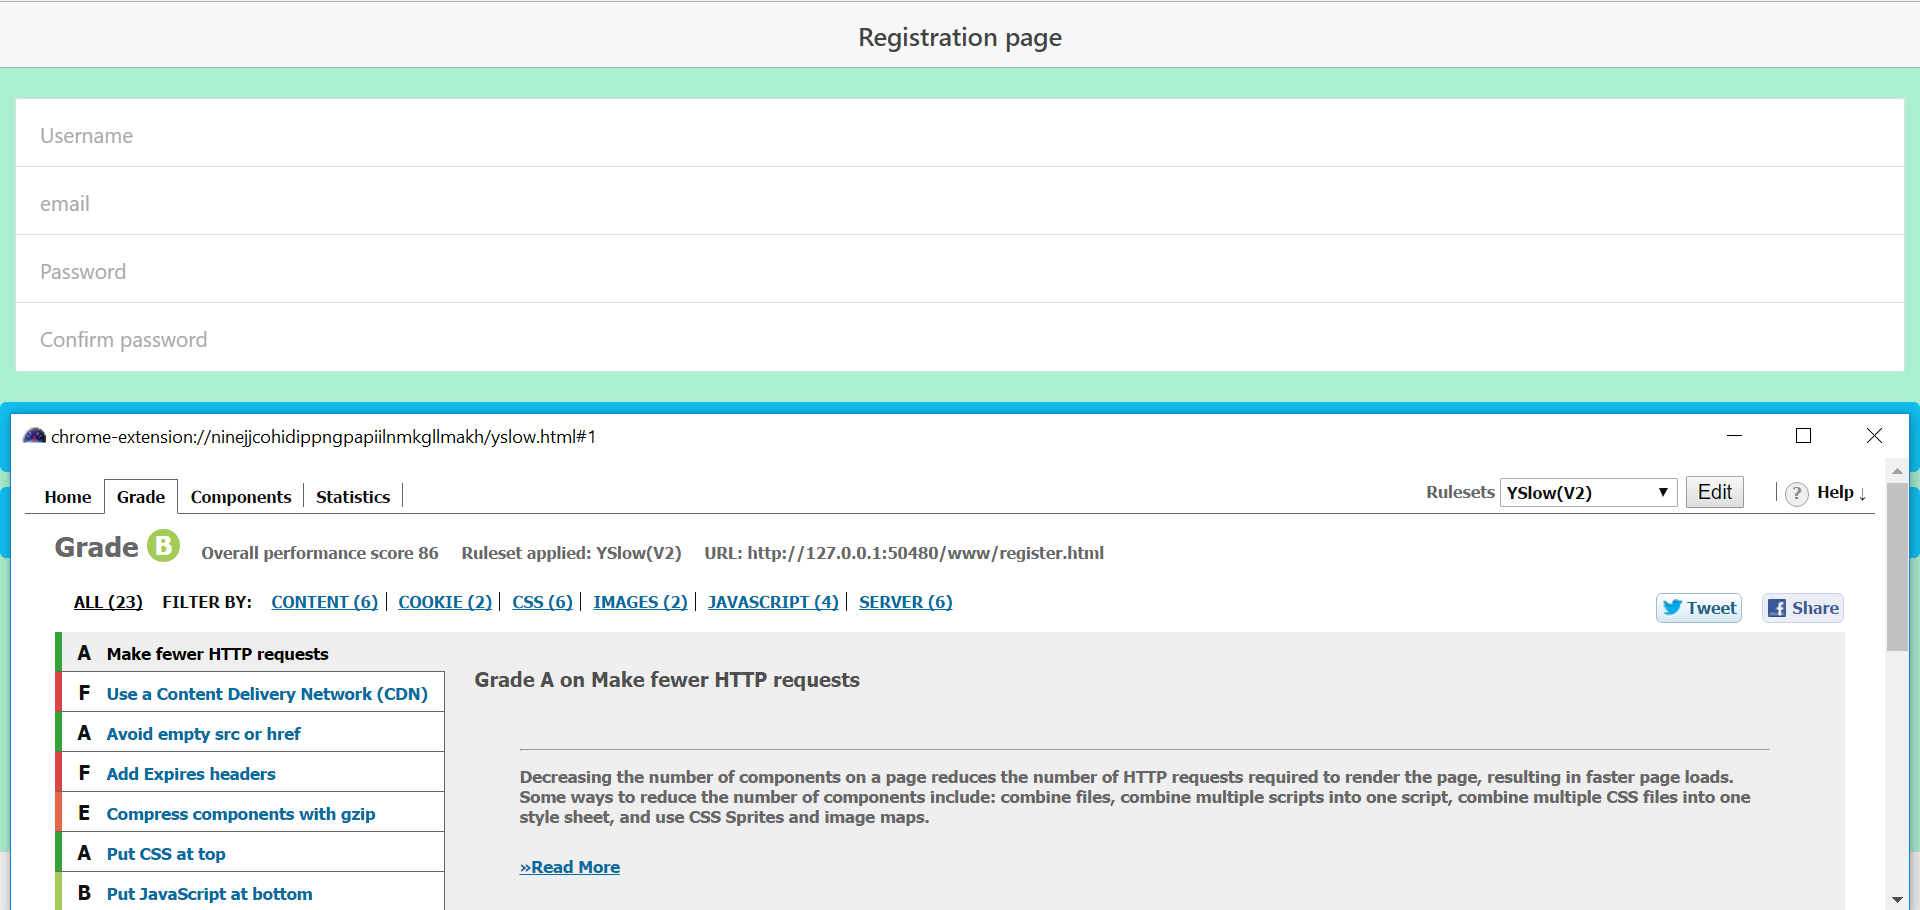 Registration page
Username
email
Password
Confirm password
chrome-extension://ninejjcohidippngpapiilnmkgllmakh/yslow.html#1
Home Grade Components Statistics Rulesets YSlow(V2) Edit ? Help ↓
Grade B Overall performance score 86 Ruleset applied: YSlow(V2) URL: http://127.0.0.1:50480/www/register.html
ALL (23) FILTER BY: CONTENT (6) COOKIE (2) CSS (6) IMAGES (2) JAVASCRIPT (4) SERVER (6)
Tweet Share
A Make fewer HTTP requests
F Use a Content Delivery Network (CDN)
A Avoid empty src or href
F Add Expires headers
E Compress components with gzip
A Put CSS at top
B Put JavaScript at bottom
Grade A on Make fewer HTTP requests
Decreasing the number of components on a page reduces the number of HTTP requests required to render the page, resulting in faster page loads.
Some ways to reduce the number of components include: combine files, combine multiple scripts into one script, combine multiple CSS files into one
style sheet, and use CSS Sprites and image maps.
»Read More